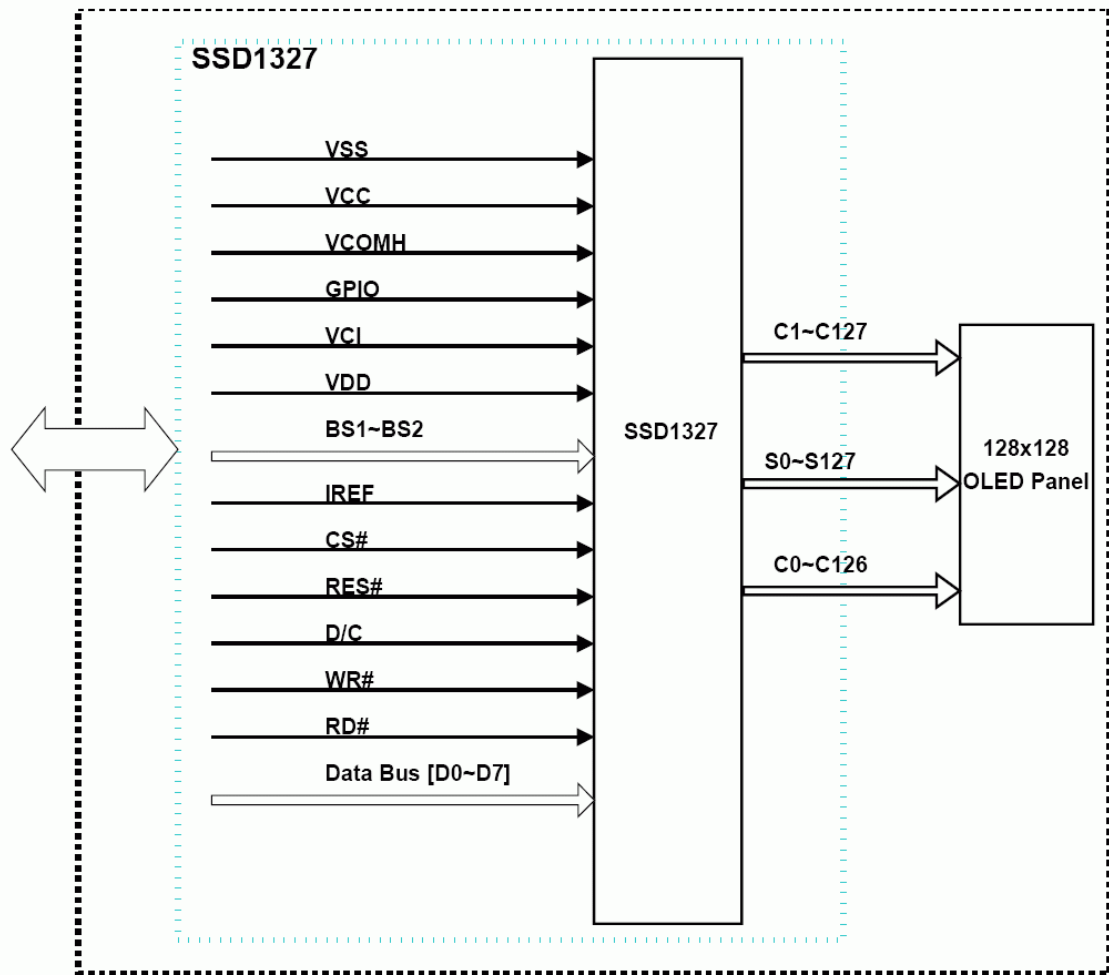 SSD1327
VSS
VCC
VCOMH
GPIO
VCI
VDD
BS1~BS2
IREF
CS#
RES#
D/C
WR#
RD#
Data Bus [D0~D7]
SSD1327
C1~C127
S0~S127
C0~C126
128x128
OLED Panel